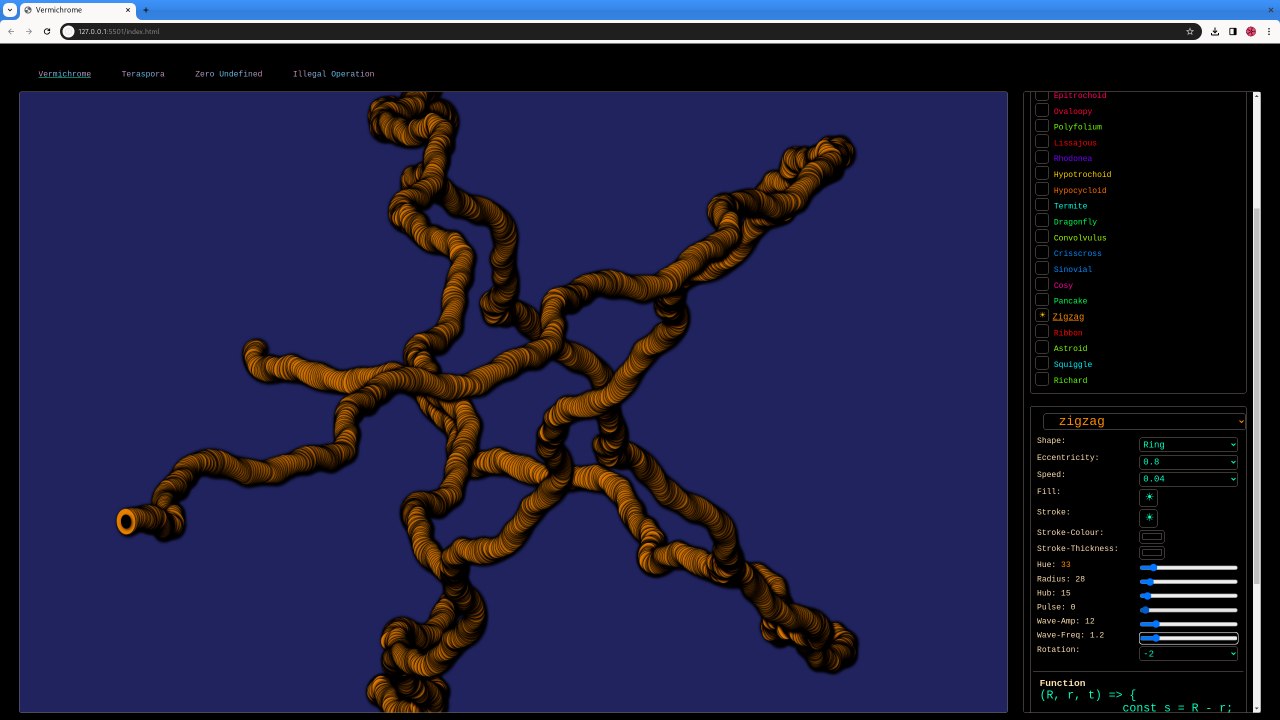 Vermichrome
127.0.0.1:5501/index.html
Vermichrome Teraspora Zero Undefined Illegal Operation
Epitrochoid
Ovaloopy
Polyfolium
Lissajous
Rhodonea
Hypotrochoid
Hypocycloid
Termite
Dragonfly
Convolvulus
Crisscross
Sinovial
Cosy
Pancake
Zigzag
Ribbon
Astroid
Squiggle
Richard
zigzag
Shape: Ring
Eccentricity: 0.8
Speed: 0.04
Fill:
Stroke:
Stroke-Colour:
Stroke-Thickness:
Hue: 33
Radius: 28
Hub: 15
Pulse: 0
Wave-Amp: 12
Wave-Freq: 1.2
Rotation: -2
Function
(R, r, t) => {
const s = R - r;